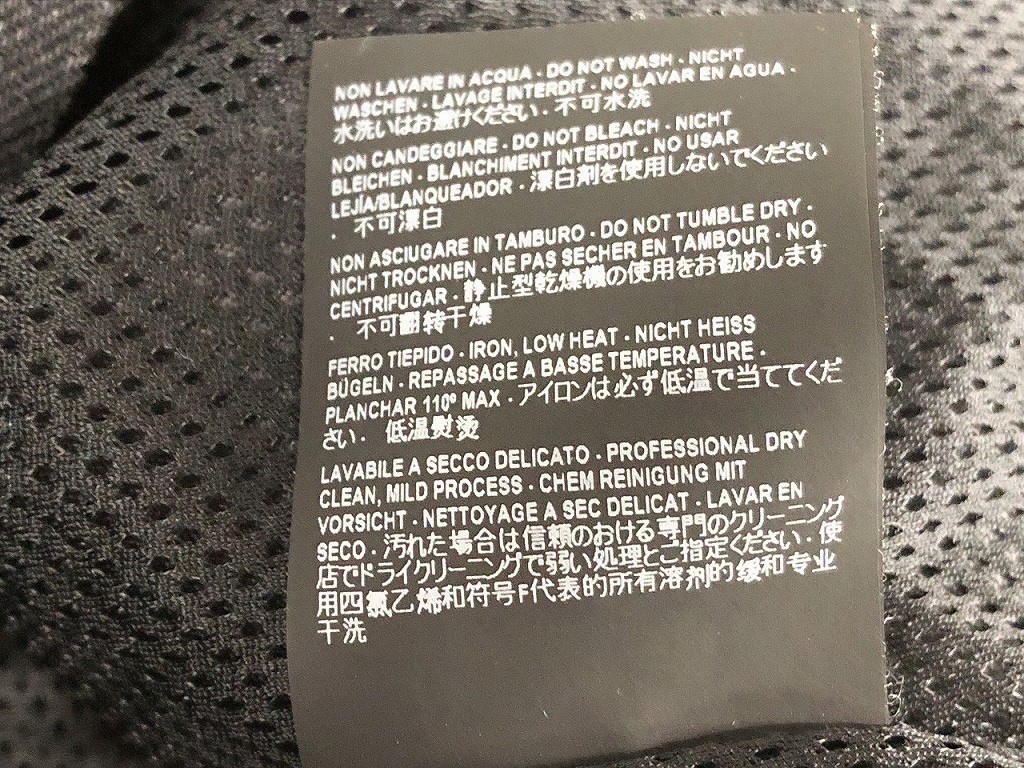 NON LAVARE IN ACQUA · DO NOT WASH · NICHT
WASCHEN · LAVAGE INTERDIT · NO LAVAR EN AGUA ·
水洗いはお避けください · 不可水洗
NON CANDEGGIARE · DO NOT BLEACH · NICHT
BLEICHEN · BLANCHIMENT INTERDIT · NO USAR
LEJÍA/BLANQUEADOR · 漂白剤を使用しないでください
· 不可漂白
NON ASCIUGARE IN TAMBURO · DO NOT TUMBLE DRY ·
NICHT TROCKNEN · NE PAS SECHER EN TAMBOUR · NO
CENTRIFUGAR · 静止型乾燥機の使用をお勧めします
· 不可翻转干燥
FERRO TIEPIDO · IRON, LOW HEAT · NICHT HEISS
BÜGELN · REPASSAGE A BASSE TEMPERATURE ·
PLANCHAR 110º MAX · アイロンは必ず低温で当ててくだ
さい · 低温熨烫
LAVABILE A SECCO DELICATO · PROFESSIONAL DRY
CLEAN, MILD PROCESS · CHEM REINIGUNG MIT
VORSICHT · NETTOYAGE A SEC DELICAT · LAVAR EN
SECO · 汚れた場合は信頼のおける専門のクリーニング
店でドライクリーニングで弱い処理とご指定ください · 使
用四氯乙烯和符号F代表的所有溶剂的缓和专业
干洗